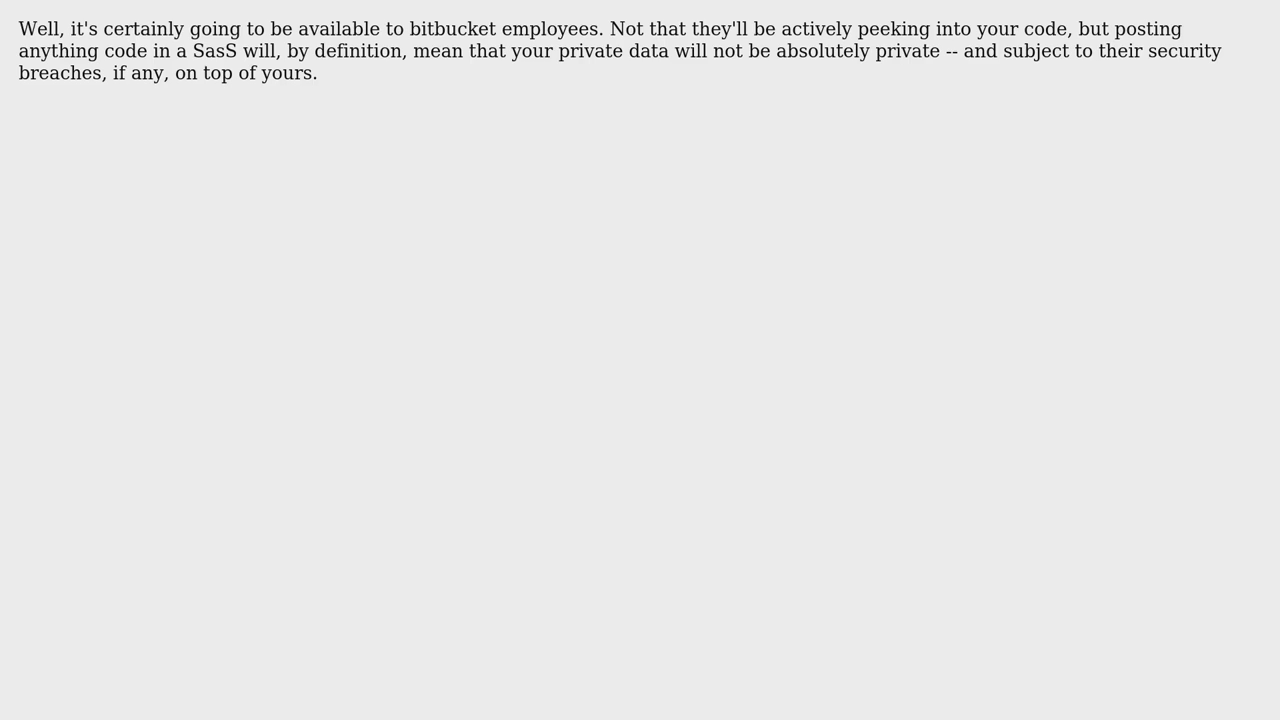 Well, it's certainly going to be available to bitbucket employees. Not that they'll be actively peeking into your code, but posting
anything code in a SasS will, by definition, mean that your private data will not be absolutely private -- and subject to their security
breaches, if any, on top of yours.